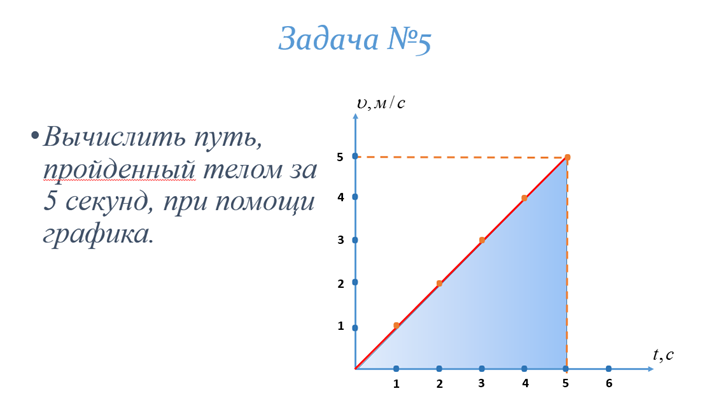 Задача №5
•Вычислить путь,
пройденный телом за
5 секунд, при помощи
графика.
υ, м / с
5
4
3
2
1
t, c
1 2 3 4 5 6